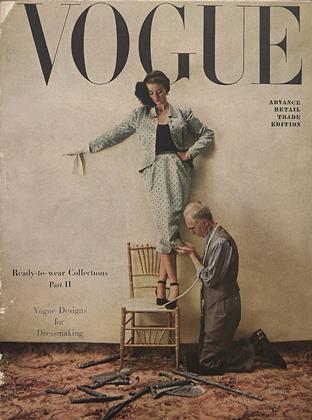 VOGUE
ADVANCE
RETAIL
TRADE
EDITION
Ready-to-wear Collections
Part II
Vogue Designs
for
Dressmaking